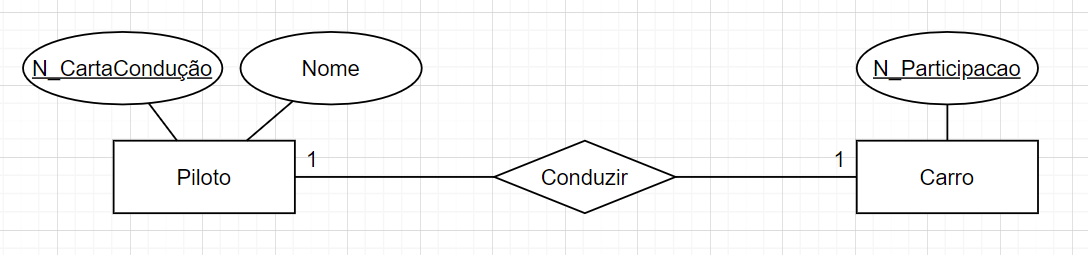 N_CartaCondução
Nome
N_Participacao
Piloto
1
Conduzir
1
Carro